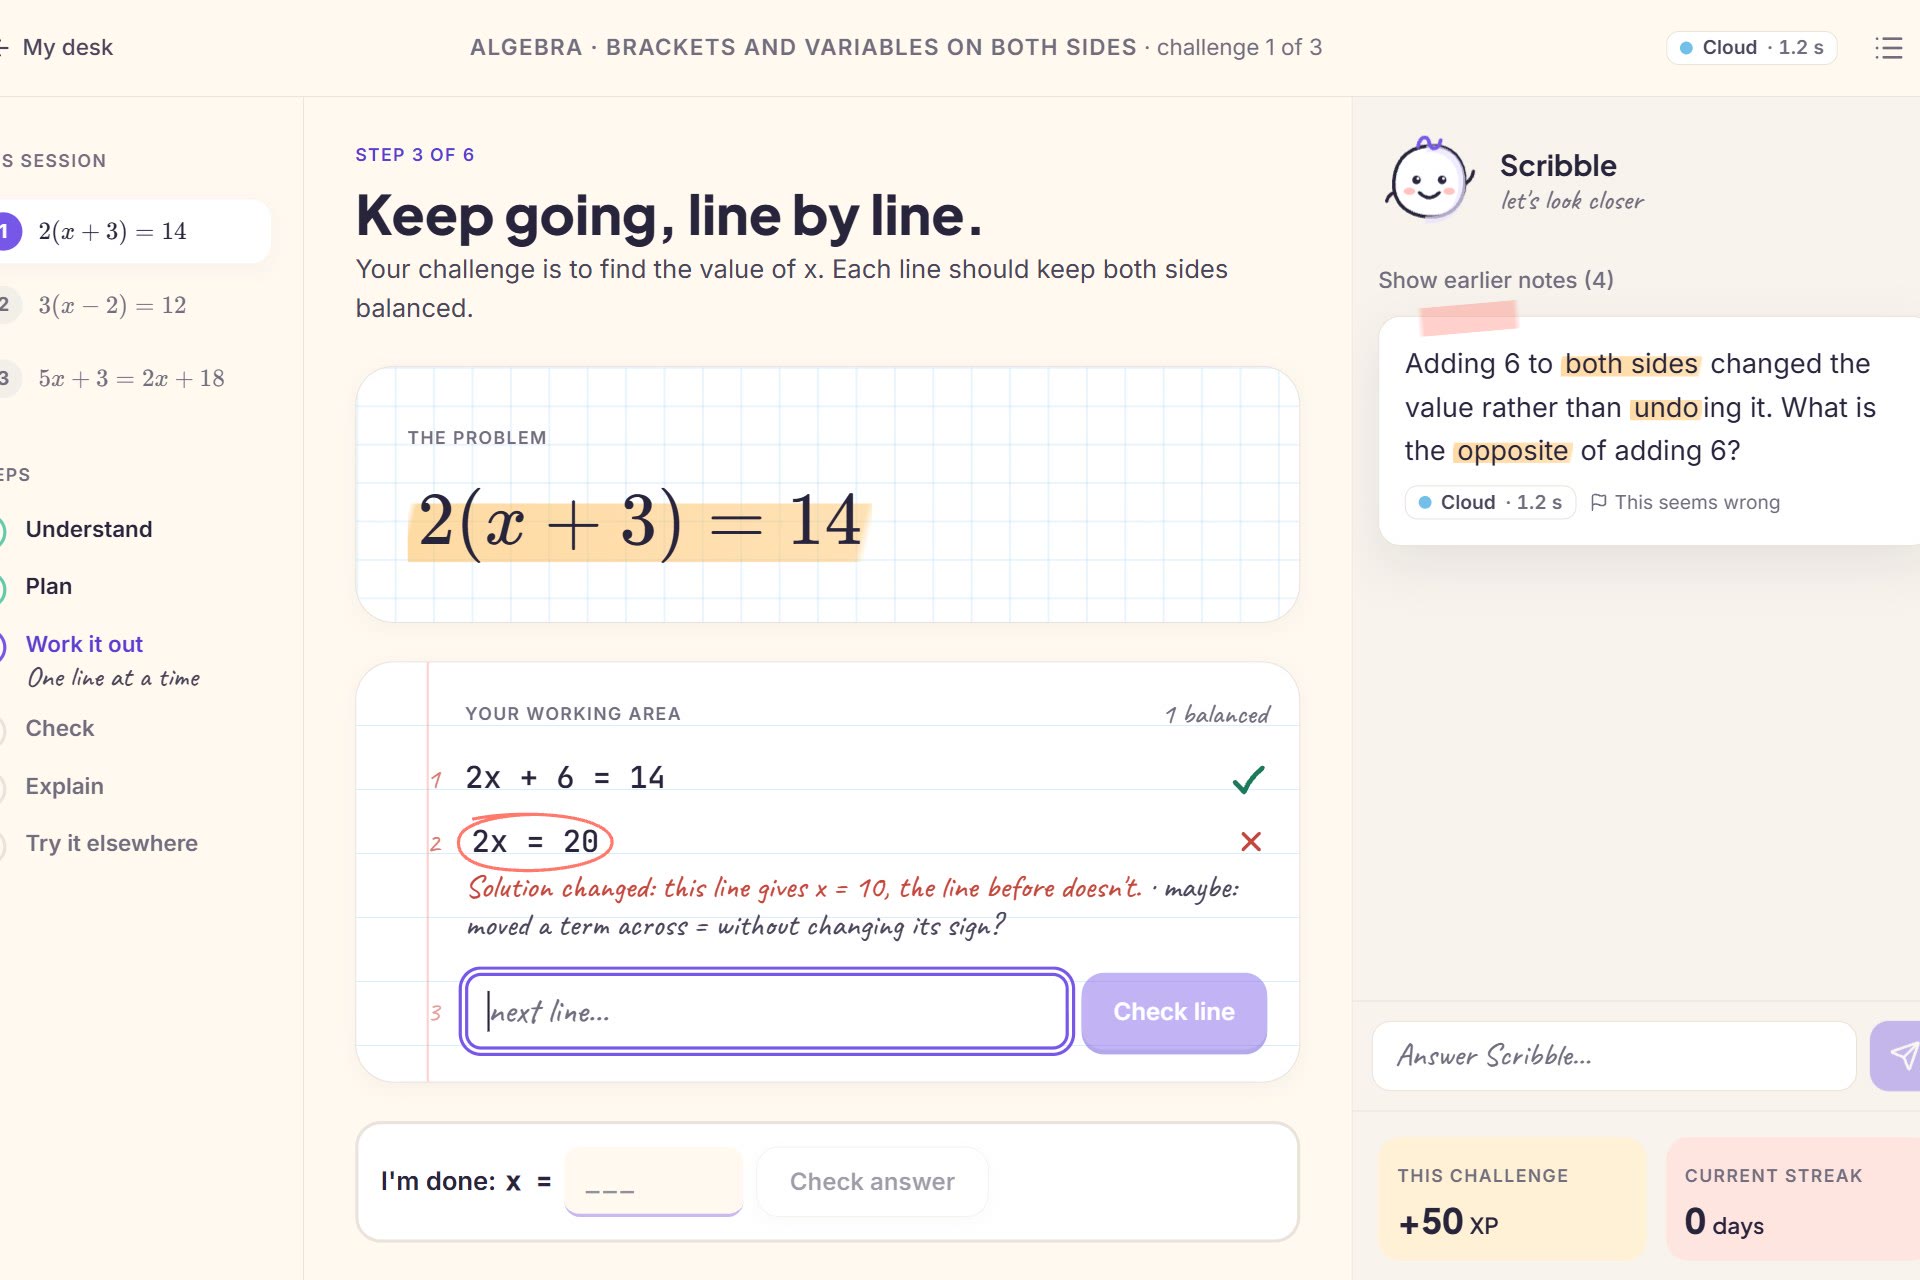 My desk
ALGEBRA · BRACKETS AND VARIABLES ON BOTH SIDES · challenge 1 of 3
Cloud · 1.2 s
S SESSION
1 2(x + 3) = 14
2 3(x − 2) = 12
3 5x + 3 = 2x + 18
EPS
Understand
Plan
Work it out
One line at a time
Check
Explain
Try it elsewhere
STEP 3 OF 6
Keep going, line by line.
Your challenge is to find the value of x. Each line should keep both sides
balanced.
THE PROBLEM
2(x + 3) = 14
YOUR WORKING AREA
1 balanced
1 2x + 6 = 14
2 2x = 20
Solution changed: this line gives x = 10, the line before doesn't. · maybe:
moved a term across = without changing its sign?
3 next line...
Check line
I'm done: x = ___
Check answer
Scribble
let's look closer
Show earlier notes (4)
Adding 6 to both sides changed the
value rather than undoing it. What is
the opposite of adding 6?
Cloud · 1.2 s
This seems wrong
Answer Scribble...
THIS CHALLENGE
+50 XP
CURRENT STREAK
0 days